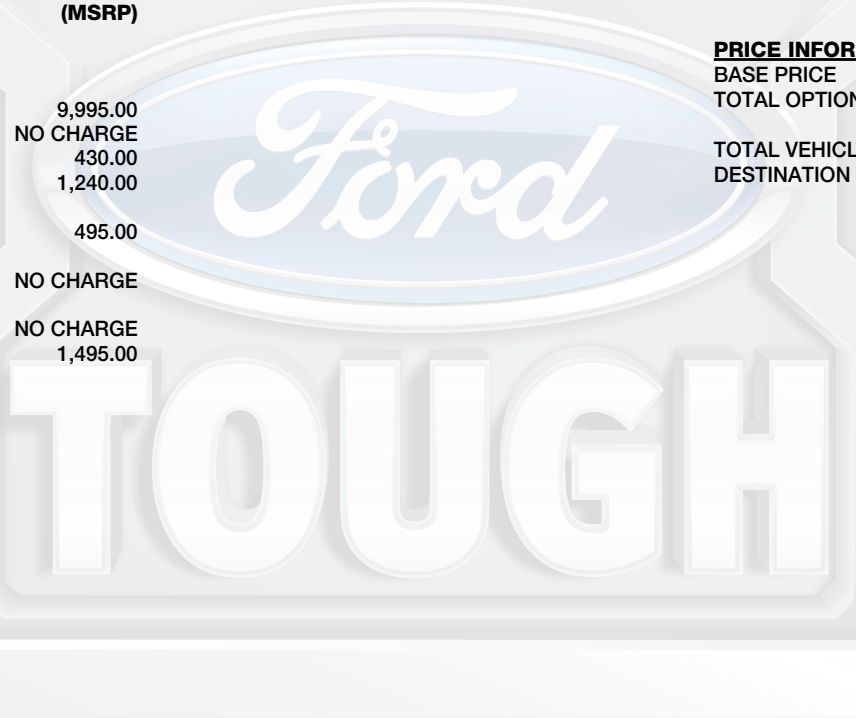 (MSRP)
9,995.00
NO CHARGE
430.00
1,240.00
495.00
NO CHARGE
NO CHARGE
1,495.00
PRICE INFOR
BASE PRICE
TOTAL OPTION
TOTAL VEHICL
DESTINATION
Ford
TOUGH